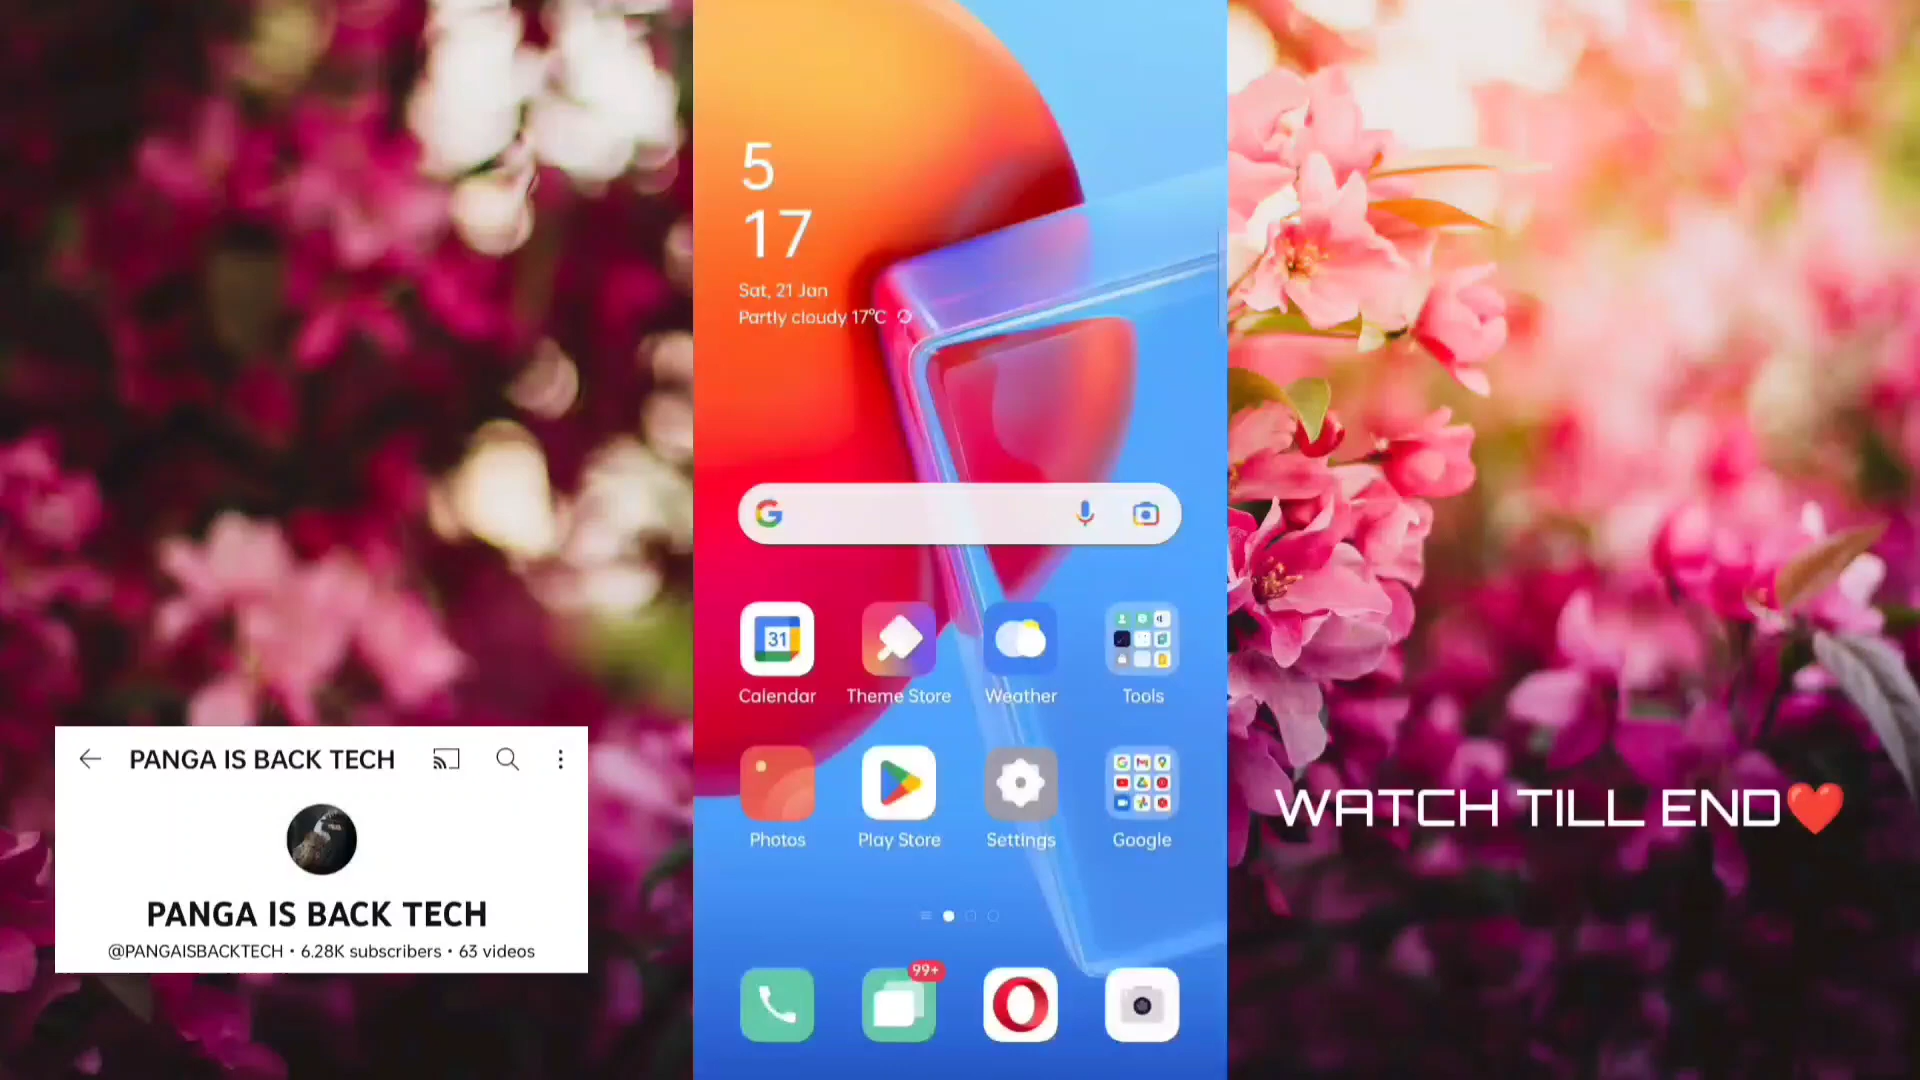 5
17
Sat, 21 Jan
Partly cloudy 17°C
31
Calendar
Theme Store
Weather
Tools
Photos
Play Store
Settings
Google
99+
PANGA IS BACK TECH
PANGA IS BACK TECH
@PANGAISBACKTECH • 6.28K subscribers • 63 videos
WATCH TILL END❤️